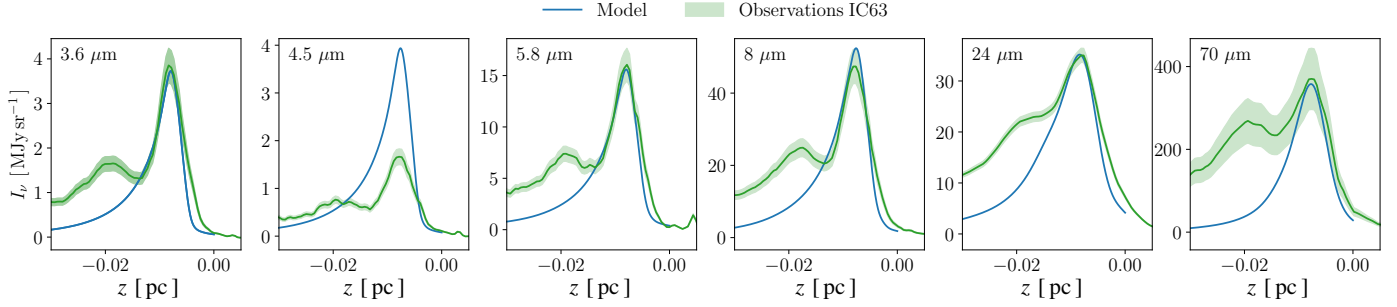 Model Observations IC63
3.6 μm
4.5 μm
5.8 μm
8 μm
24 μm
70 μm
I_ν [MJy sr⁻¹]
4
3
2
1
0
4
3
2
1
0
15
10
5
0
40
20
0
30
20
10
0
400
200
0
−0.02 0.00
−0.02 0.00
−0.02 0.00
−0.02 0.00
−0.02 0.00
−0.02 0.00
z [pc]
z [pc]
z [pc]
z [pc]
z [pc]
z [pc]